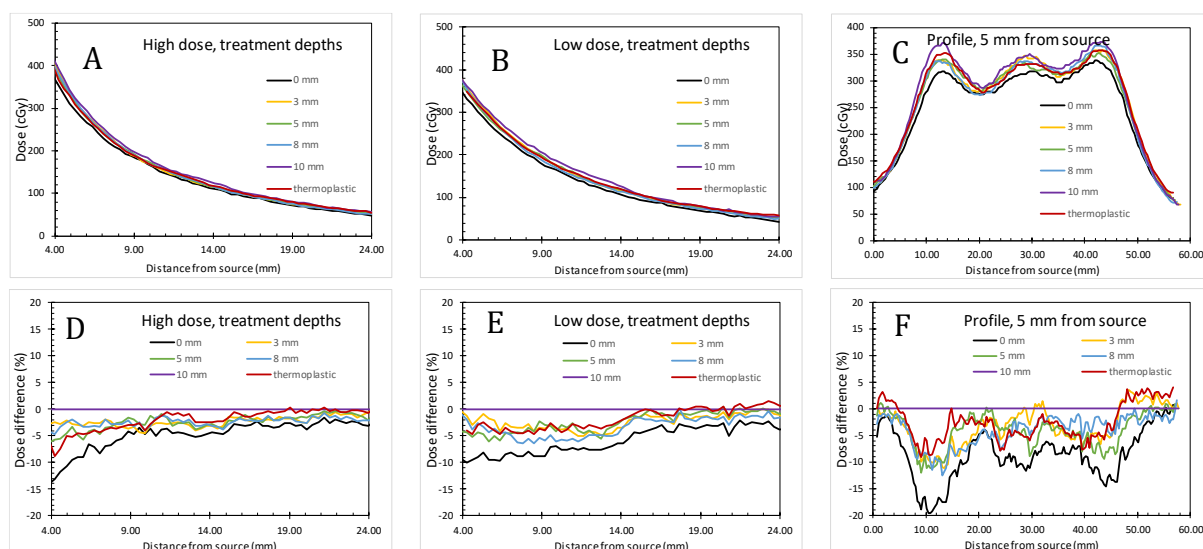 A
High dose, treatment depths
500
400
300
200
100
0
Dose (cGy)
0 mm
3 mm
5 mm
8 mm
10 mm
thermoplastic
4.00
9.00
14.00
19.00
24.00
Distance from source (mm)
B
Low dose, treatment depths
500
400
300
200
100
0
Dose (cGy)
0 mm
3 mm
5 mm
8 mm
10 mm
thermoplastic
4.00
9.00
14.00
19.00
24.00
Distance from source (mm)
C
Profile, 5 mm from source
400
350
300
250
200
150
100
50
0
Dose (cGy)
0 mm
3 mm
5 mm
8 mm
10 mm
thermoplastic
0.00
10.00
20.00
30.00
40.00
50.00
60.00
Distance from source (mm)
D
High dose, treatment depths
20
15
10
5
0
-5
-10
-15
-20
Dose difference (%)
0 mm
3 mm
5 mm
8 mm
10 mm
thermoplastic
4.00
9.00
14.00
19.00
24.00
Distance from source (mm)
E
Low dose, treatment depths
20
15
10
5
0
-5
-10
-15
-20
Dose difference (%)
0 mm
3 mm
5 mm
8 mm
10 mm
thermoplastic
4.00
9.00
14.00
19.00
24.00
Distance from source (mm)
F
Profile, 5 mm from source
20
15
10
5
0
-5
-10
-15
-20
Dose difference (%)
0 mm
3 mm
5 mm
8 mm
10 mm
thermoplastic
0.00
10.00
20.00
30.00
40.00
50.00
60.00
Distance from source (mm)